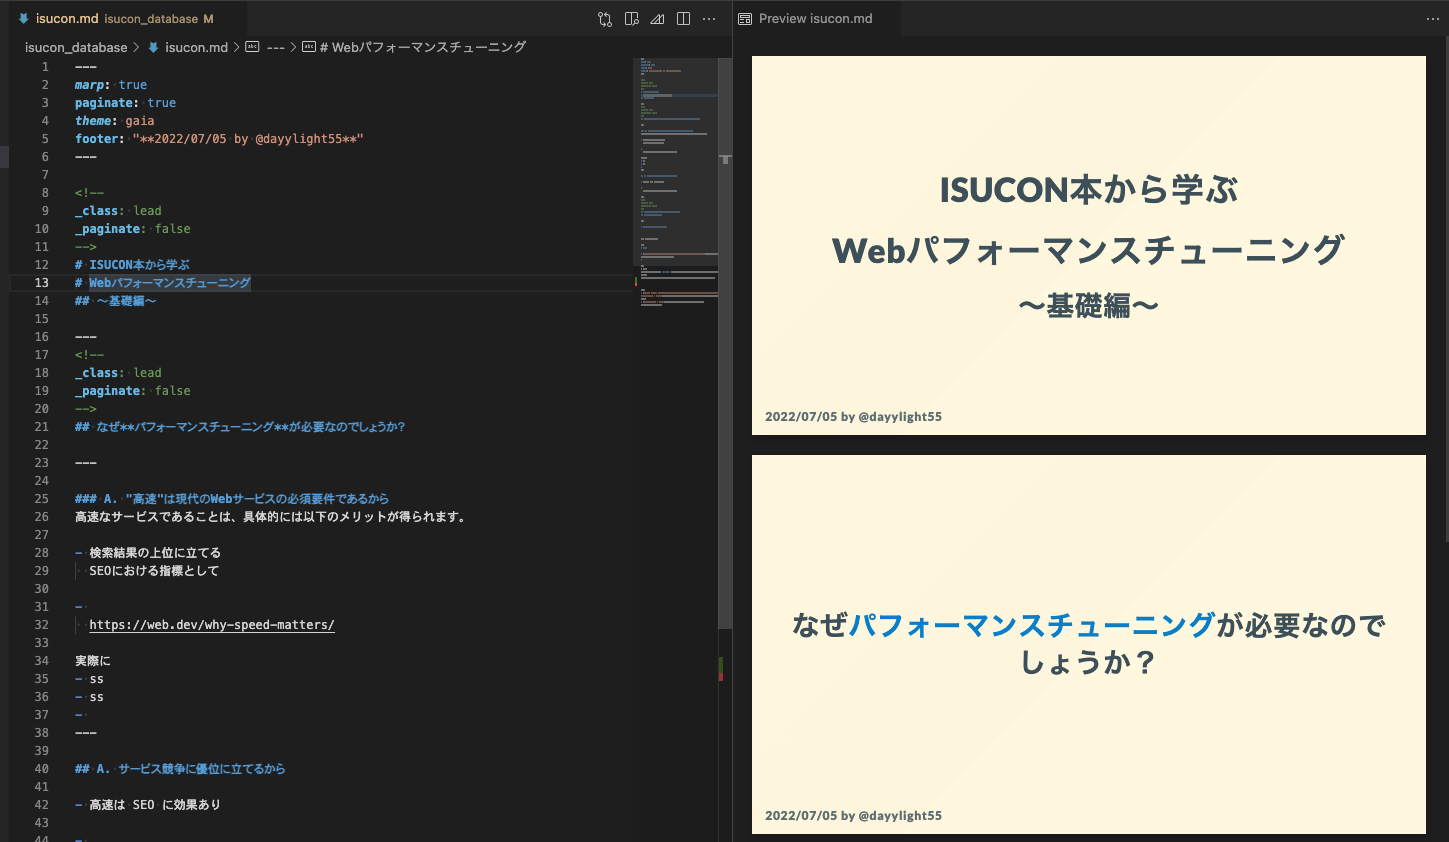 isucon.md isucon_database M
isucon_database > isucon.md > --- > # Webパフォーマンスチューニング
1 ---
2 marp: true
3 paginate: true
4 theme: gaia
5 footer: "**2022/07/05 by @dayylight55**"
6 ---
7
8 <!--
9 _class: lead
10 _paginate: false
11 -->
12 # ISUCON本から学ぶ
13 # Webパフォーマンスチューニング
14 ## 〜基礎編〜
15
16 ---
17 <!--
18 _class: lead
19 _paginate: false
20 -->
21 ## なぜ**パフォーマンスチューニング**が必要なのでしょうか?
22
23 ---
24
25 ### A. "高速"は現代のWebサービスの必須要件であるから
26 高速なサービスであることは、具体的には以下のメリットが得られます。
27
28 - 検索結果の上位に立てる
29 SEOにおける指標として
30
31 -
32 https://web.dev/why-speed-matters/
33
34 実際に
35 - ss
36 - ss
37 -
38 ---
39
40 ## A. サービス競争に優位に立てるから
41
42 - 高速は SEO に効果あり
43
44 -
Preview isucon.md
ISUCON本から学ぶ
Webパフォーマンスチューニング
〜基礎編〜
2022/07/05 by @dayylight55
なぜパフォーマンスチューニングが必要なので
しょうか？
2022/07/05 by @dayylight55